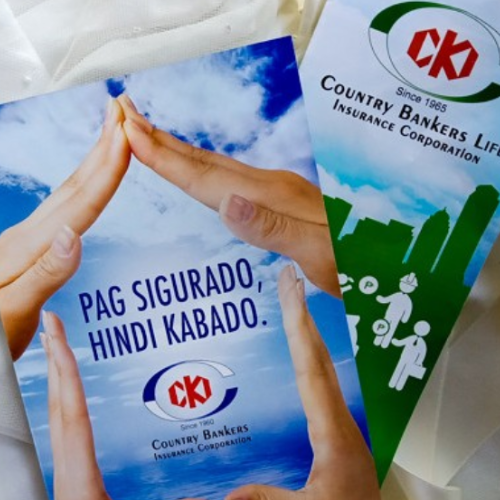 PAG SIGURADO,
HINDI KABADO.
CKI
Since 1960
COUNTRY BANKERS
INSURANCE CORPORATION
CKI
Since 1965
COUNTRY BANKERS LIFE
INSURANCE CORPORATION
P
P